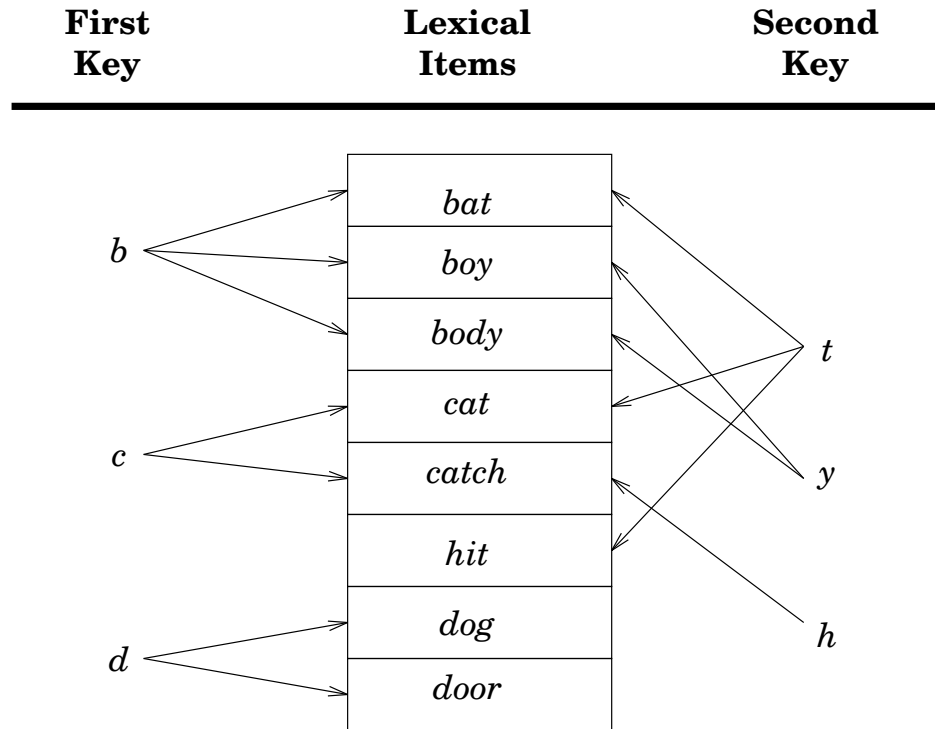 First Key
Lexical Items
Second Key
b
c
d
bat
boy
body
cat
catch
hit
dog
door
t
y
h